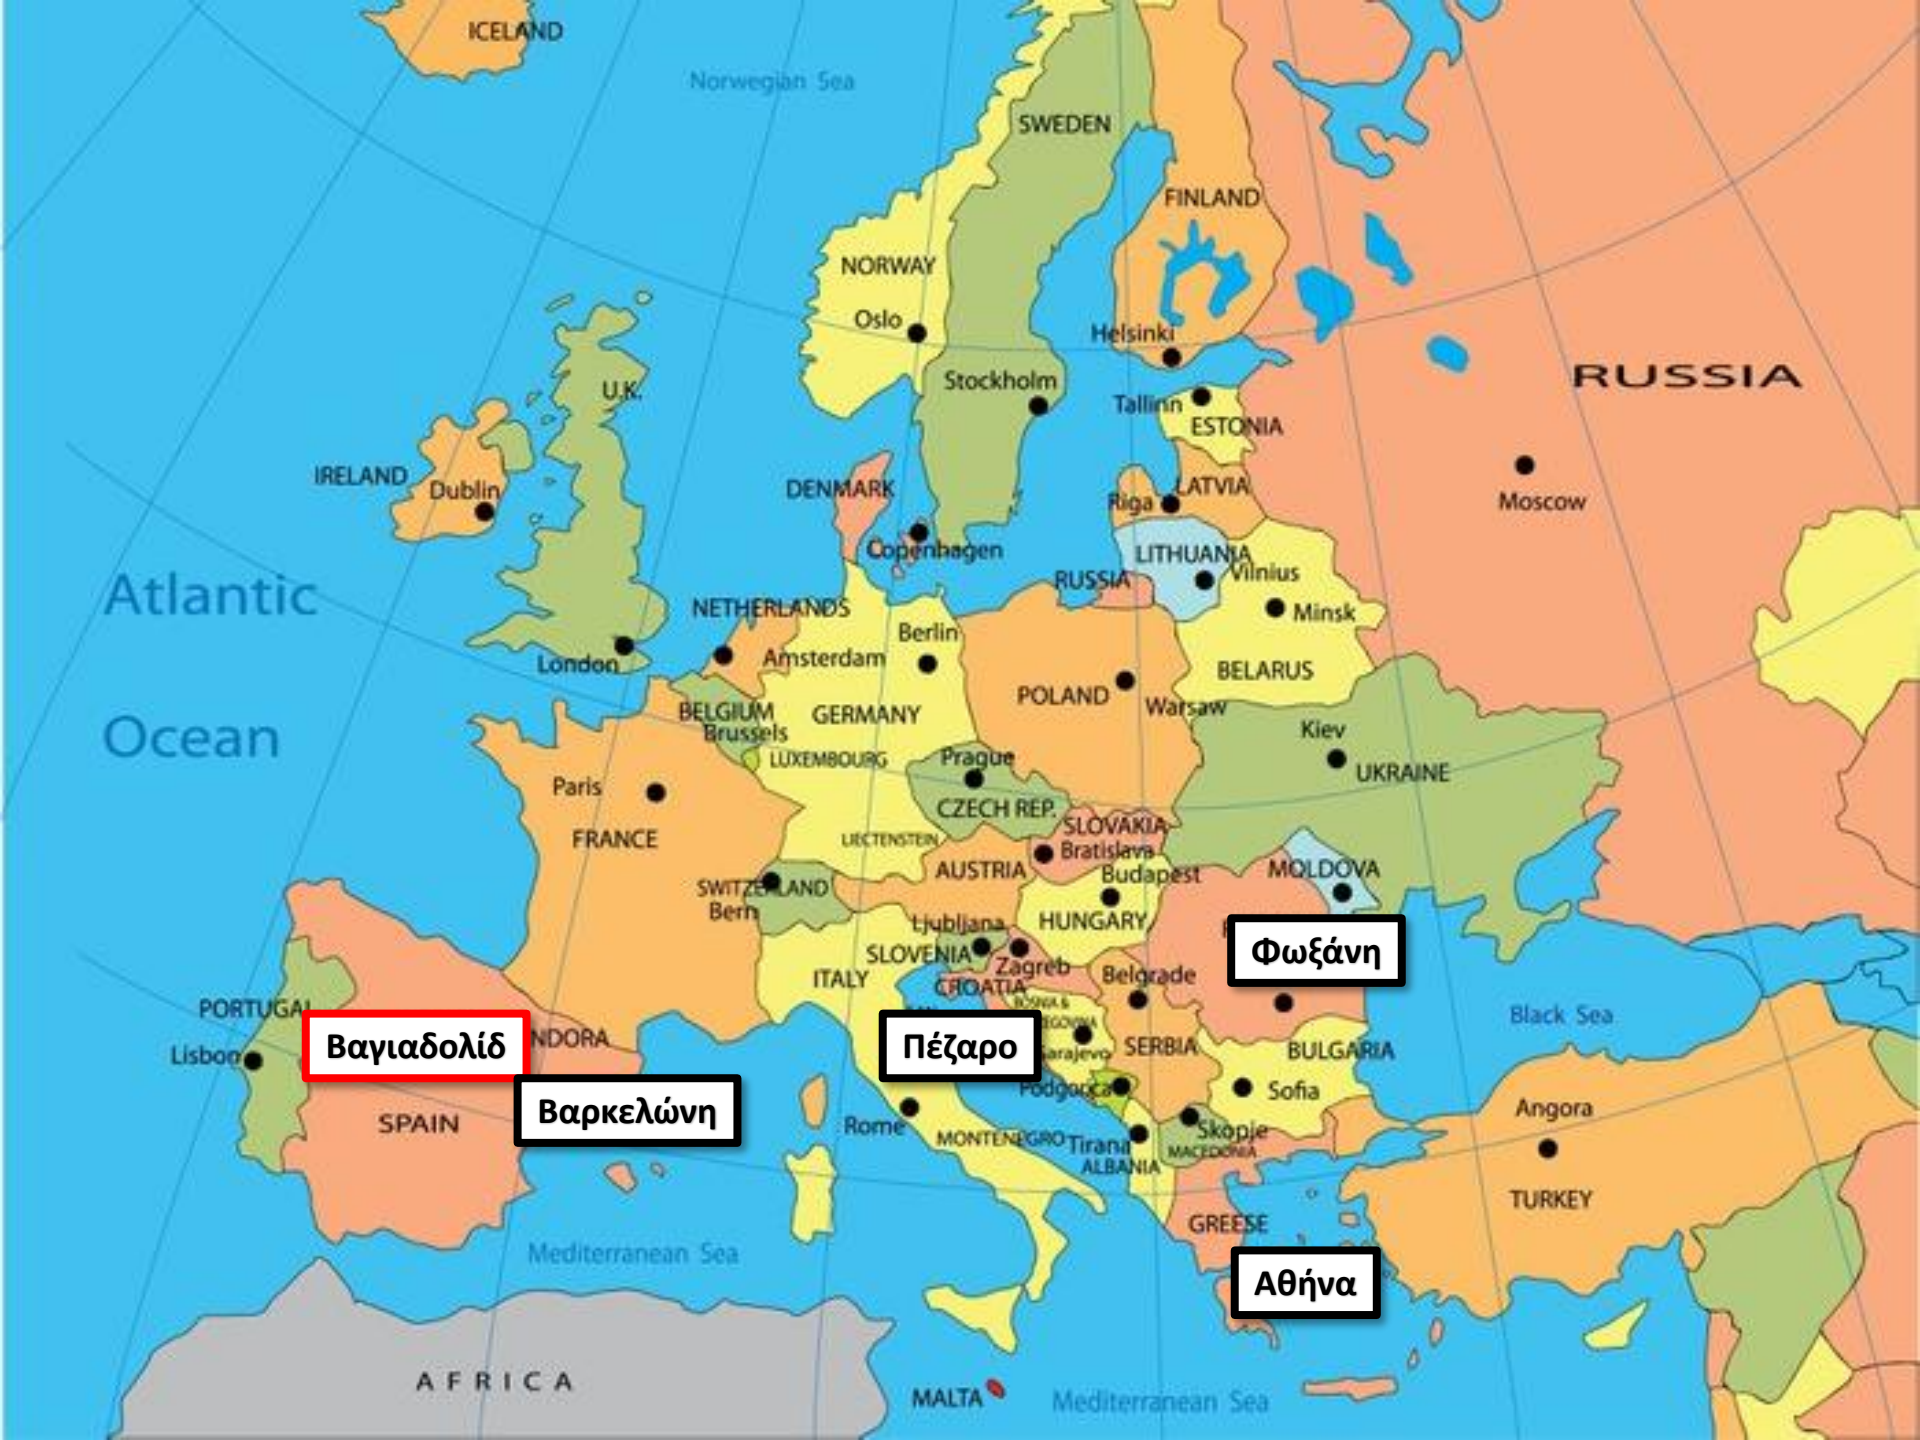 ICELAND
Norwegian Sea
SWEDEN
FINLAND
NORWAY
Oslo
Helsinki
RUSSIA
Stockholm
U.K.
Tallinn
ESTONIA
IRELAND
Dublin
DENMARK
Riga
LATVIA
Moscow
Copenhagen
LITHUANIA
Vilnius
RUSSIA
Atlantic
NETHERLANDS
Minsk
Berlin
London
Amsterdam
BELARUS
POLAND
Warsaw
BELGIUM
Brussels
GERMANY
Ocean
Kiev
UKRAINE
LUXEMBOURG
Prague
Paris
CZECH REP.
FRANCE
SLOVAKIA
Bratislava
LIECTENSTEIN
AUSTRIA
Budapest
MOLDOVA
SWITZERLAND
Bern
Ljubljana
HUNGARY
SLOVENIA
Φωξάνη
Zagreb
ITALY
Belgrade
CROATIA
BOSNIA &
PORTUGAL
Black Sea
NDORA
Βαγιαδολίδ
Πέζαρο
EGOVINA
Sarajevo
SERBIA
BULGARIA
Lisbon
Podgorica
Sofia
Βαρκελώνη
Angora
SPAIN
Rome
MONTENEGRO
Tirana
Skopje
MACEDONIA
ALBANIA
TURKEY
GREESE
Mediterranean Sea
Αθήνα
AFRICA
MALTA
Mediterranean Sea